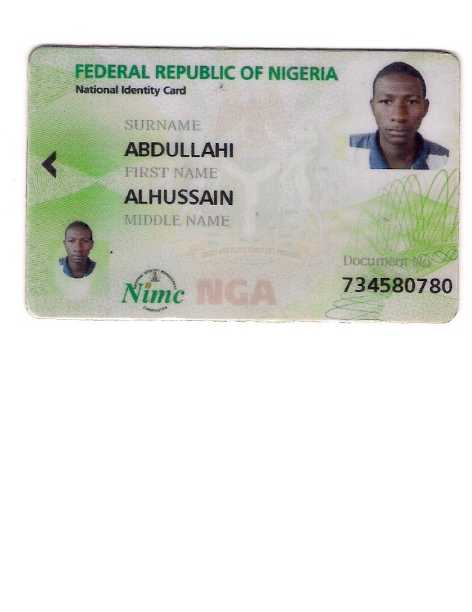 FEDERAL REPUBLIC OF NIGERIA
National Identity Card
SURNAME
ABDULLAHI
FIRST NAME
ALHUSSAIN
MIDDLE NAME
Document No
734580780
Nimc NGA